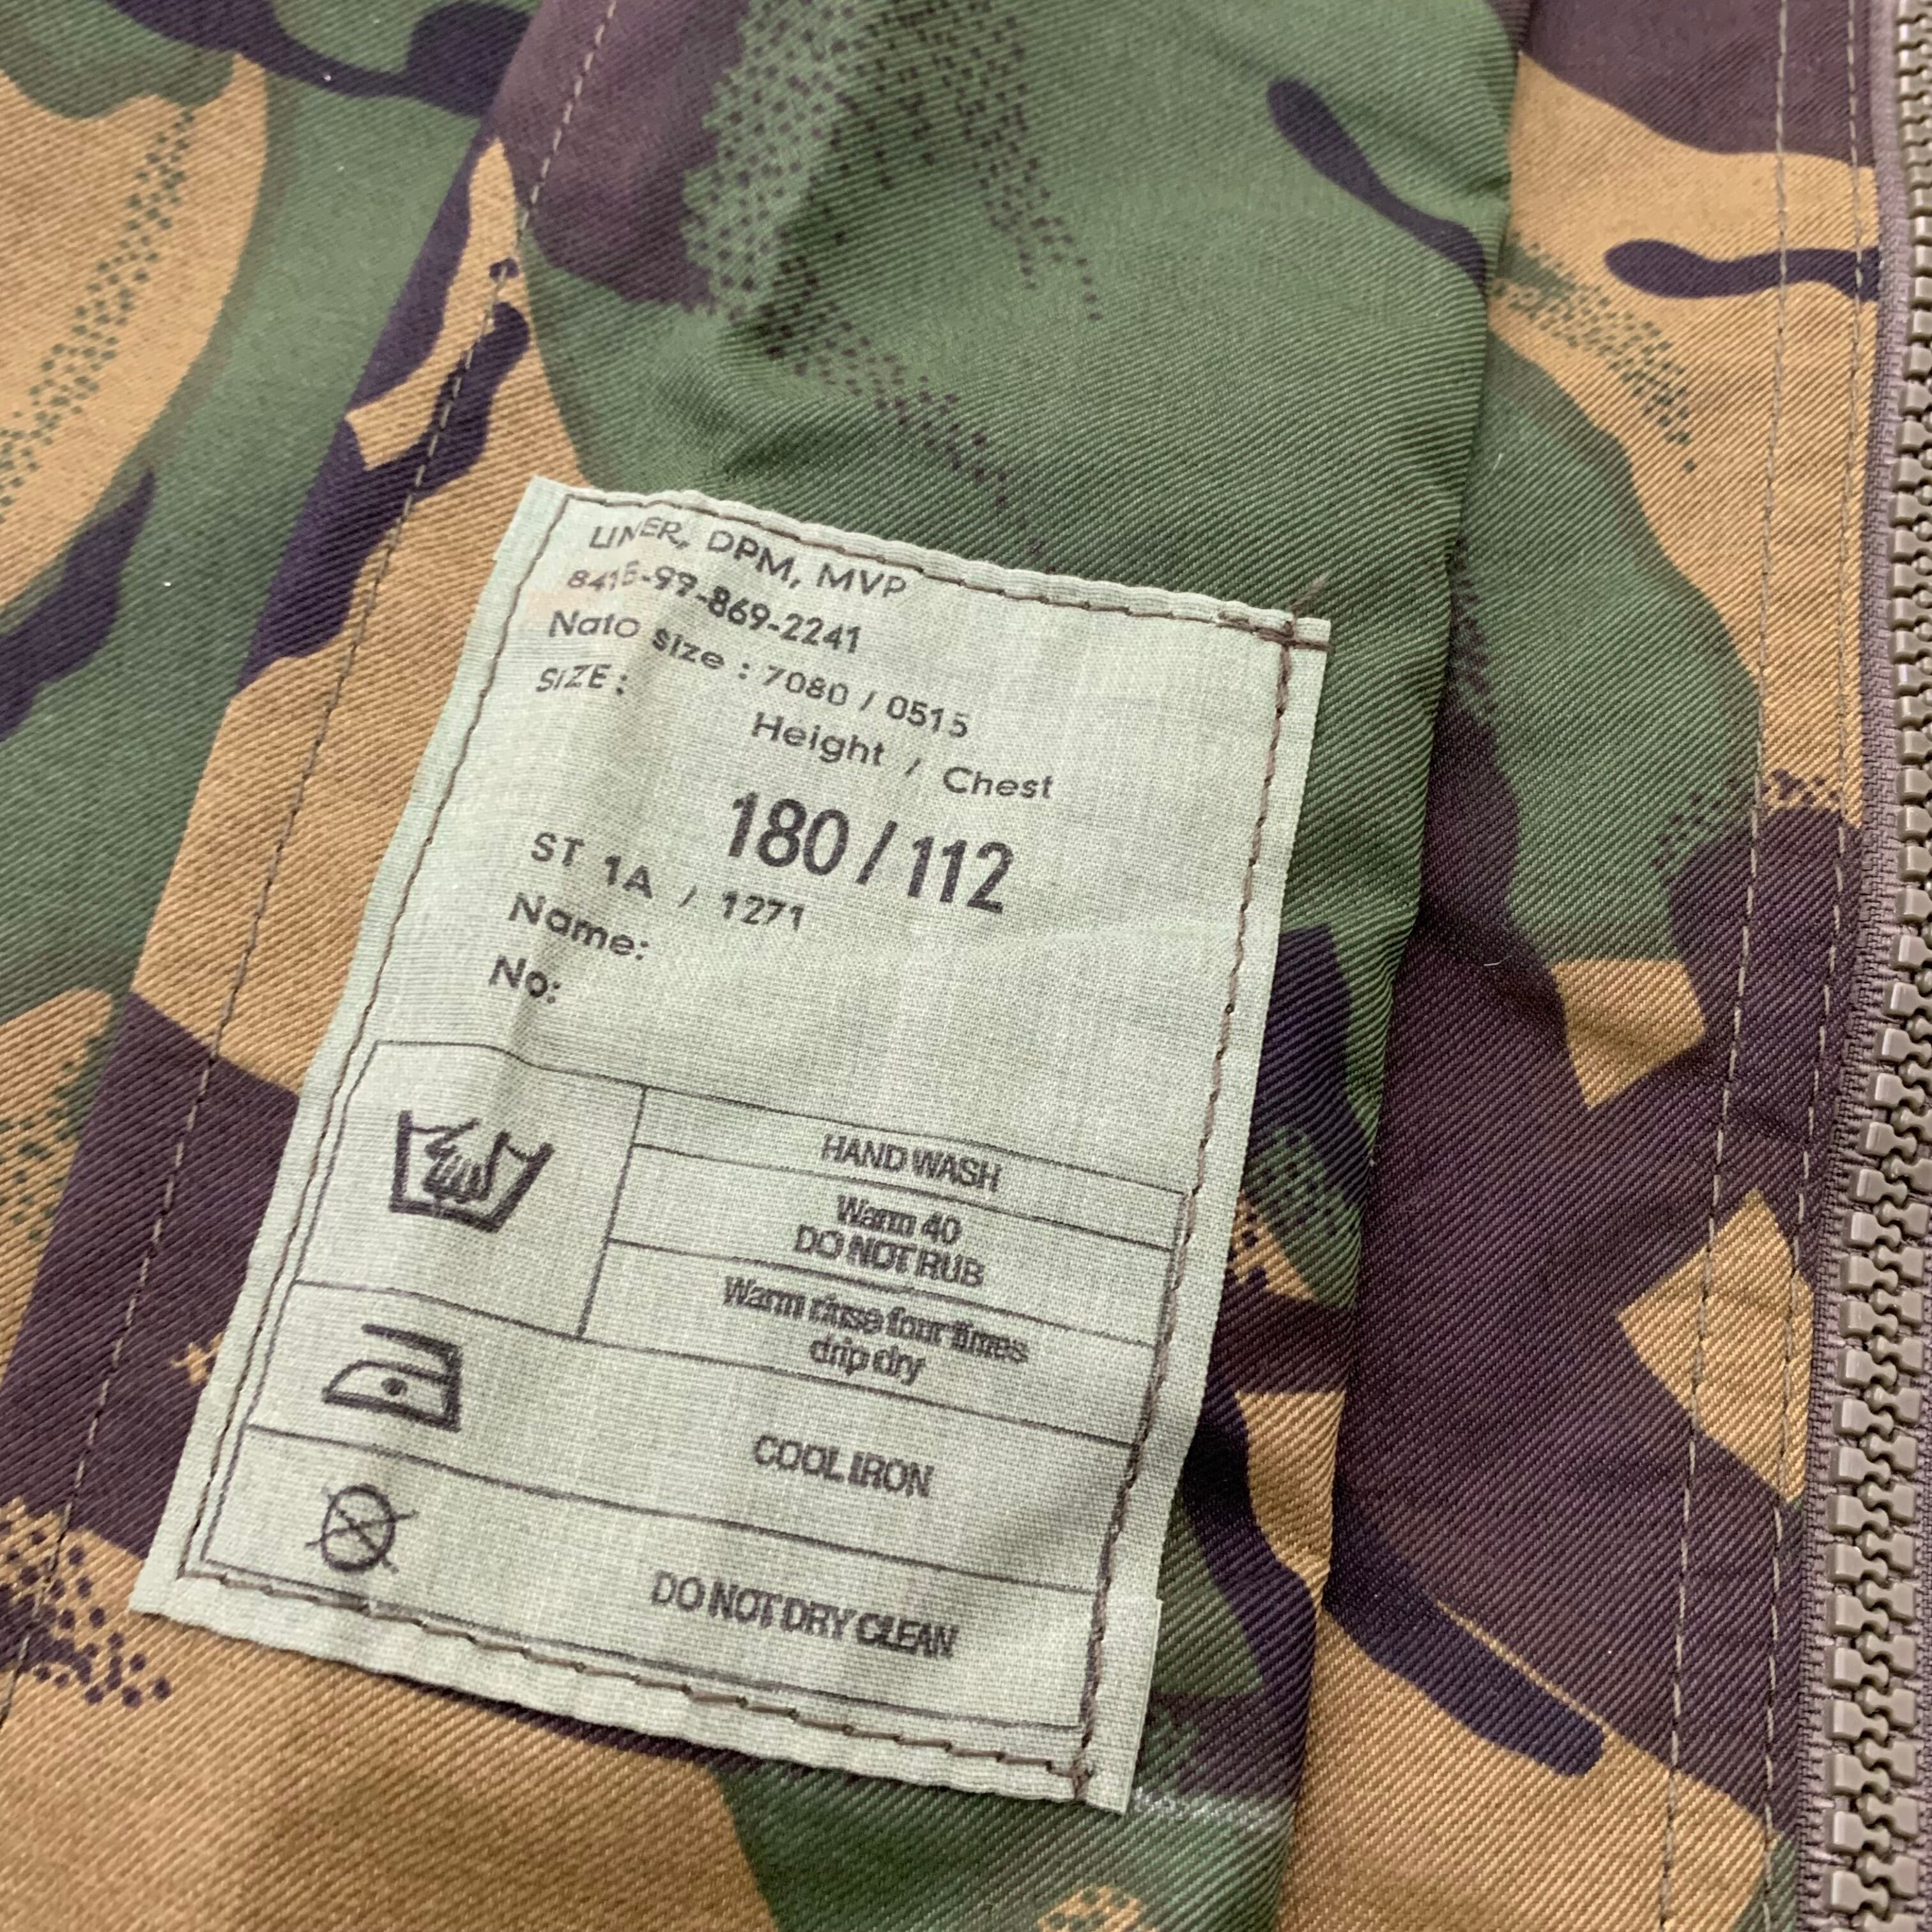 LINER, DPM, MVP
8415-99-869-2241
Nato size : 7080 / 0515
SIZE:
Height / Chest
180 / 112
ST 1A / 1271
Name:
No:
HAND WASH
Warm 40
DO NOT RUB
Warm rinse four times
drip dry
COOL IRON
DO NOT DRY CLEAN